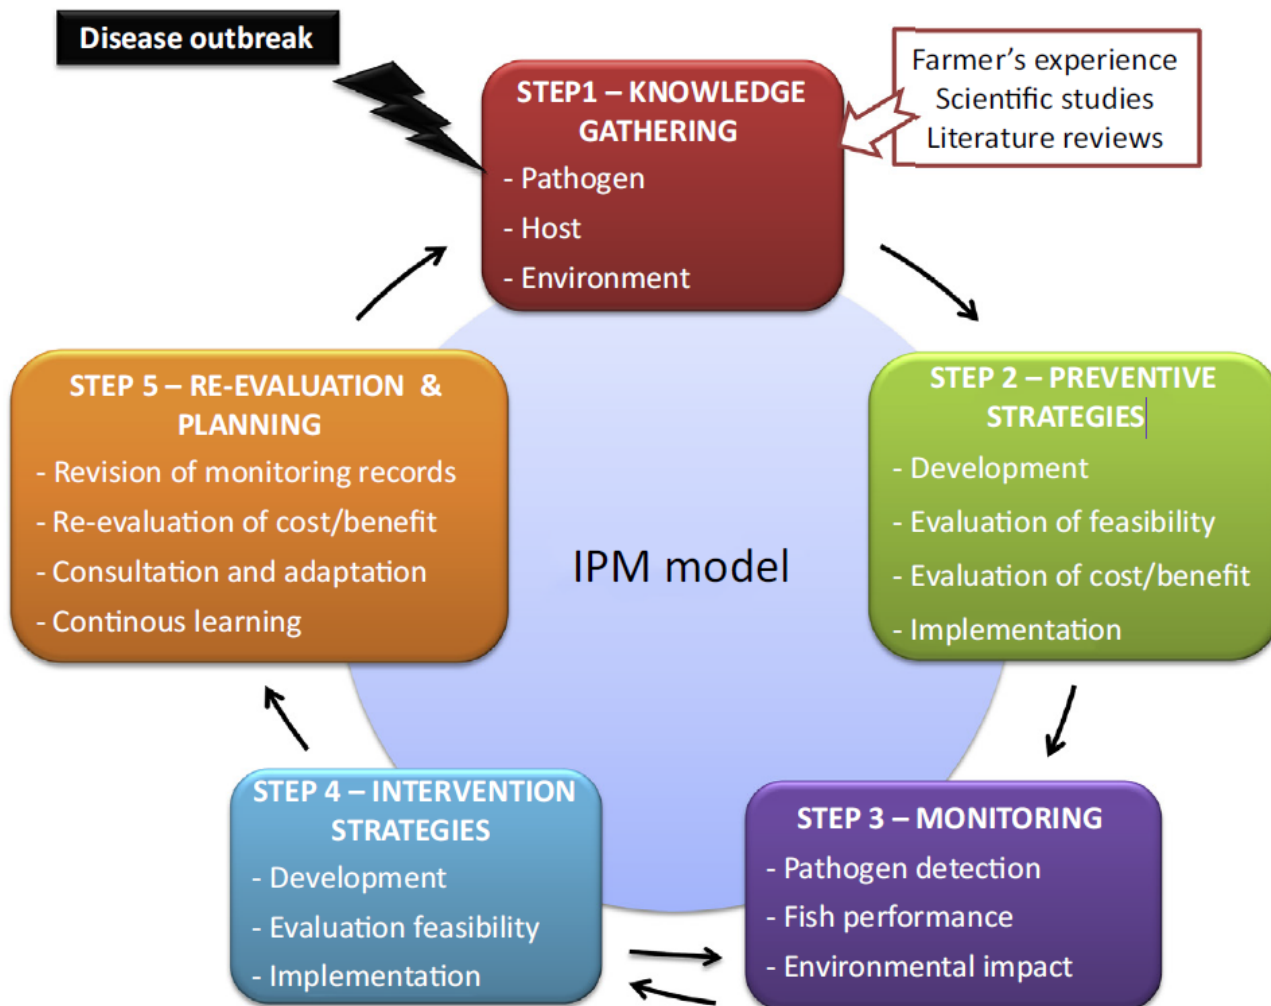 Disease outbreak
Farmer’s experience
Scientific studies
Literature reviews
STEP1 – KNOWLEDGE
GATHERING
- Pathogen
- Host
- Environment
STEP 2 – PREVENTIVE
STRATEGIES
- Development
- Evaluation of feasibility
- Evaluation of cost/benefit
- Implementation
STEP 3 – MONITORING
- Pathogen detection
- Fish performance
- Environmental impact
STEP 4 – INTERVENTION
STRATEGIES
- Development
- Evaluation feasibility
- Implementation
STEP 5 – RE-EVALUATION &
PLANNING
- Revision of monitoring records
- Re-evaluation of cost/benefit
- Consultation and adaptation
- Continous learning
IPM model